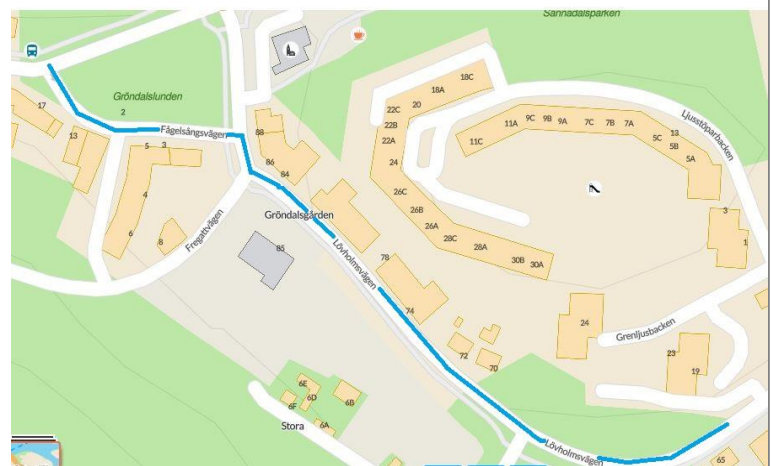 Sannadalsparken
Gröndalslunden
2
17
13
Fågelsångsvägen
5
3
4
6
8
Fregattvägen
88
86
84
Gröndalsgården
85
Lövholmsvägen
78
74
72
70
18C
18A
20
22C
22B
22A
24
26C
26B
26A
28C
28A
30B
30A
11C
11A
9C
9B
9A
7C
7B
7A
5C
13
5B
5A
Ljusstöparbacken
3
1
24
Grenljusbacken
23
19
6E
6D
6F
6B
6A
Stora
Lövholmsvägen
65